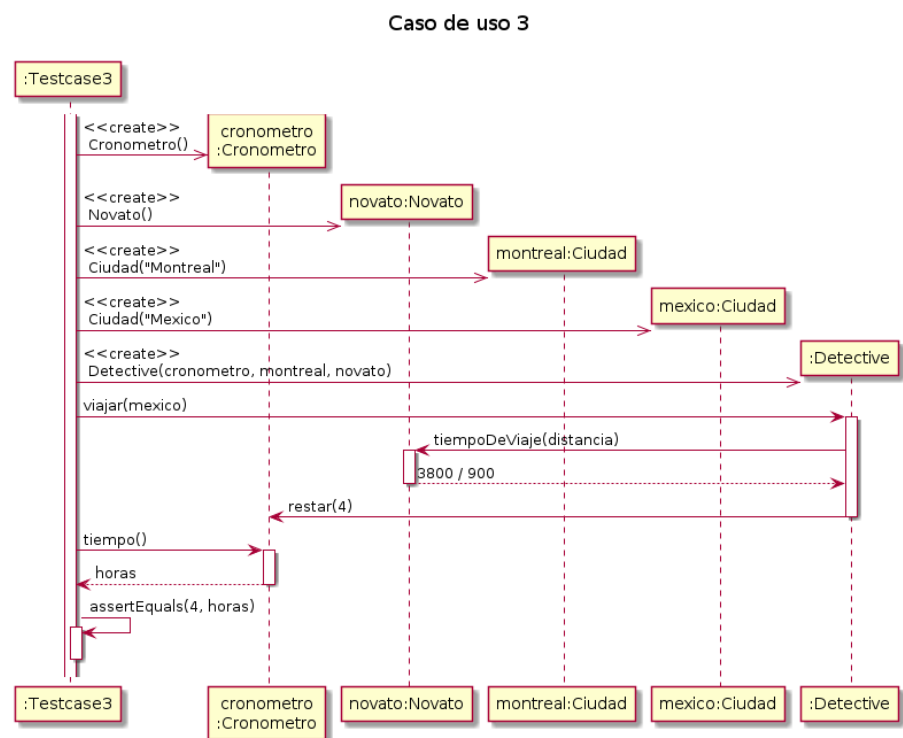 Caso de uso 3
:Testcase3
<<create>>
Cronometro()
cronometro
:Cronometro
<<create>>
Novato()
novato:Novato
<<create>>
Ciudad("Montreal")
montreal:Ciudad
<<create>>
Ciudad("Mexico")
mexico:Ciudad
<<create>>
Detective(cronometro, montreal, novato)
:Detective
viajar(mexico)
tiempoDeViaje(distancia)
3800 / 900
restar(4)
tiempo()
horas
assertEquals(4, horas)
:Testcase3
cronometro
:Cronometro
novato:Novato
montreal:Ciudad
mexico:Ciudad
:Detective